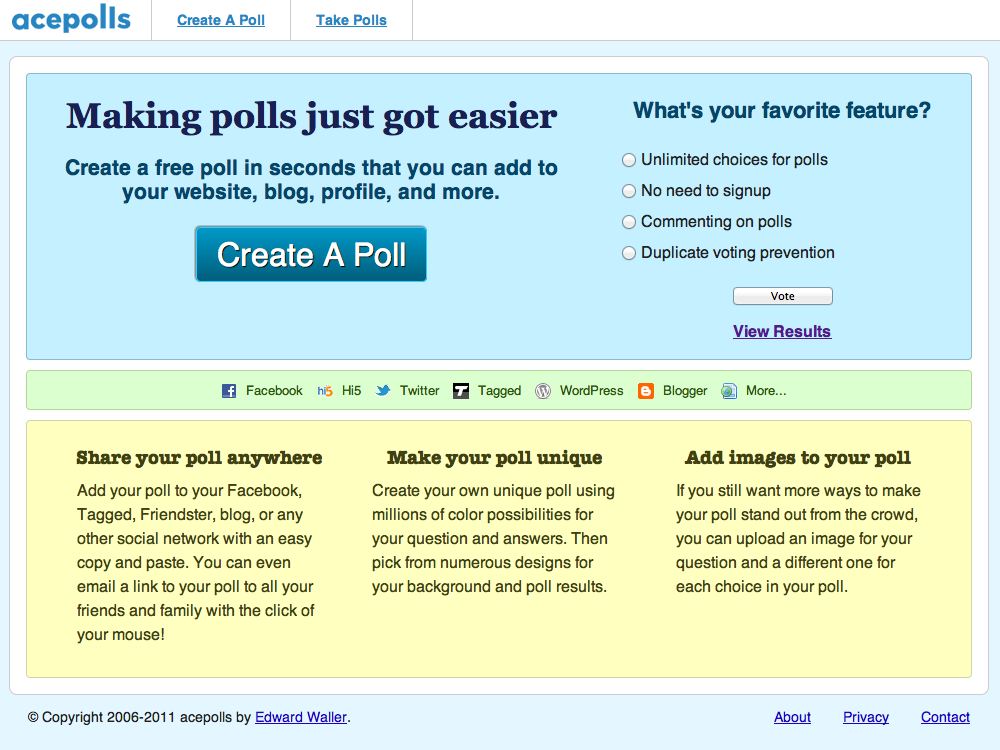 acepolls
Create A Poll
Take Polls
Making polls just got easier
Create a free poll in seconds that you can add to
your website, blog, profile, and more.
Create A Poll
What's your favorite feature?
Unlimited choices for polls
No need to signup
Commenting on polls
Duplicate voting prevention
Vote
View Results
Facebook
hi5 Hi5
Twitter
Tagged
WordPress
Blogger
More...
Share your poll anywhere
Add your poll to your Facebook,
Tagged, Friendster, blog, or any
other social network with an easy
copy and paste. You can even
email a link to your poll to all your
friends and family with the click of
your mouse!
Make your poll unique
Create your own unique poll using
millions of color possibilities for
your question and answers. Then
pick from numerous designs for
your background and poll results.
Add images to your poll
If you still want more ways to make
your poll stand out from the crowd,
you can upload an image for your
question and a different one for
each choice in your poll.
© Copyright 2006-2011 acepolls by Edward Waller.
About
Privacy
Contact